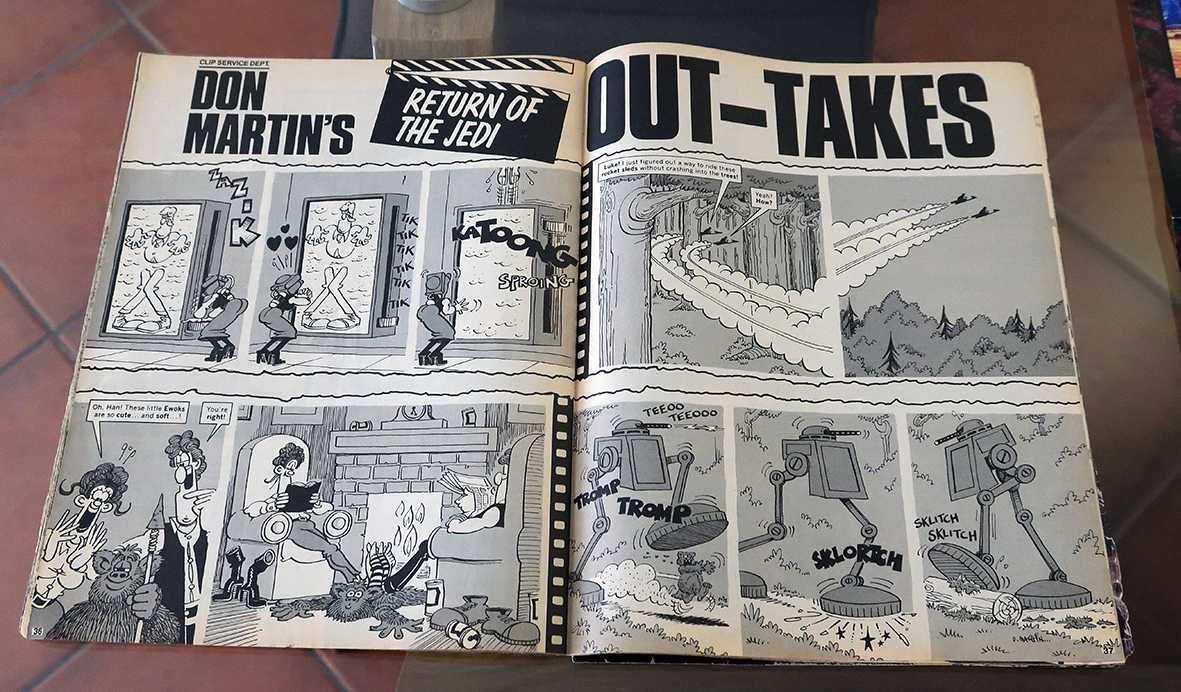 CLIP SERVICE DEPT.
DON
MARTIN'S
RETURN OF
THE JEDI
OUT-TAKES
ZAZIK
TIK
TIK
TIK
TIK
TIK
KATOONG
SPROING
Luke! I just figured out a way to ride these
rocket sleds without crashing into the trees!
Yeah?
How?
Oh, Han! These little Ewoks
are so cute...and soft...!
You're
right!
TEEOO
TEEOOO
TROMP
TROMP
SKLORTCH
SKLITCH
SKLITCH
D. MARTIN
36
37